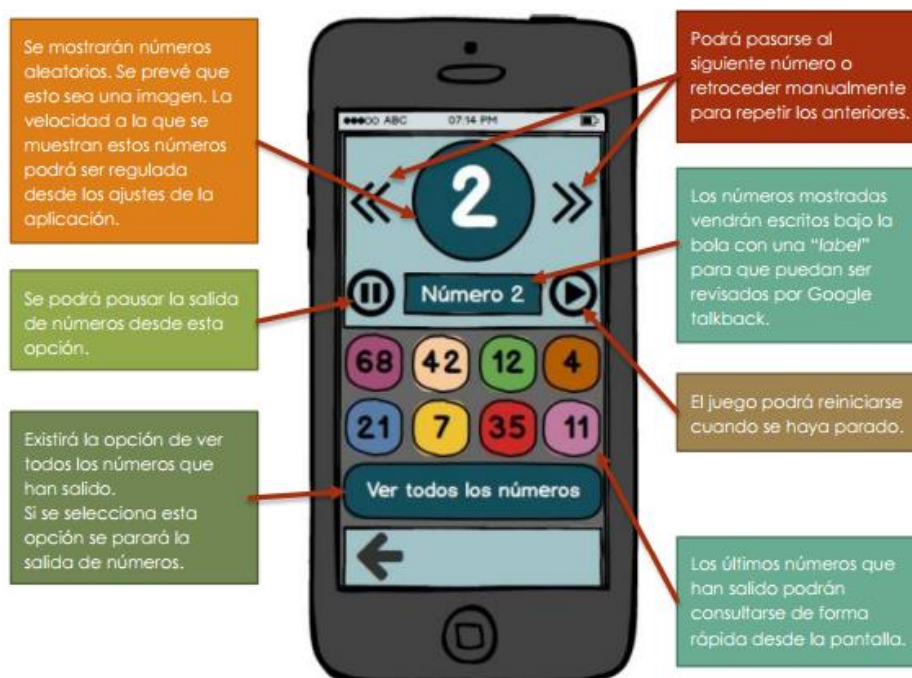 Se mostrarán números
aleatorios. Se prevé que
esto sea una imagen. La
velocidad a la que se
muestran estos números
podrá ser regulada
desde los ajustes de la
aplicación.
Se podrá pausar la salida
de números desde esta
opción.
Existirá la opción de ver
todos los números que
han salido.
Si se selecciona esta
opción se parará la
salida de números.
ABC 07:14 PM
2
Número 2
68 42 12 4
21 7 35 11
Ver todos los números
Podrá pasarse al
siguiente número o
retroceder manualmente
para repetir los anteriores.
Los números mostradas
vendrán escritos bajo la
bola con una “label”
para que puedan ser
revisados por Google
talkback.
El juego podrá reiniciarse
cuando se haya parado.
Los últimos números que
han salido podrán
consultarse de forma
rápida desde la pantalla.